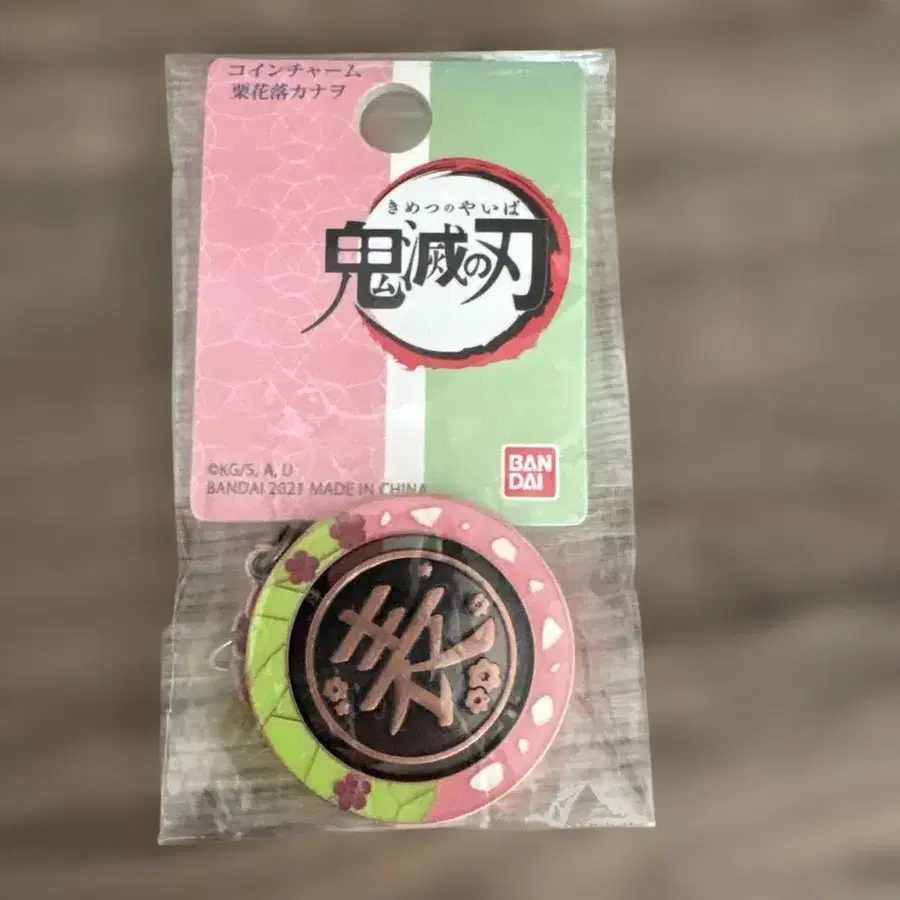 コインチャーム
栗花落カナヲ
きめつのやいば
鬼滅の刃
©KG/S, A, U
BANDAI 2021 MADE IN CHINA
BAN
DAI